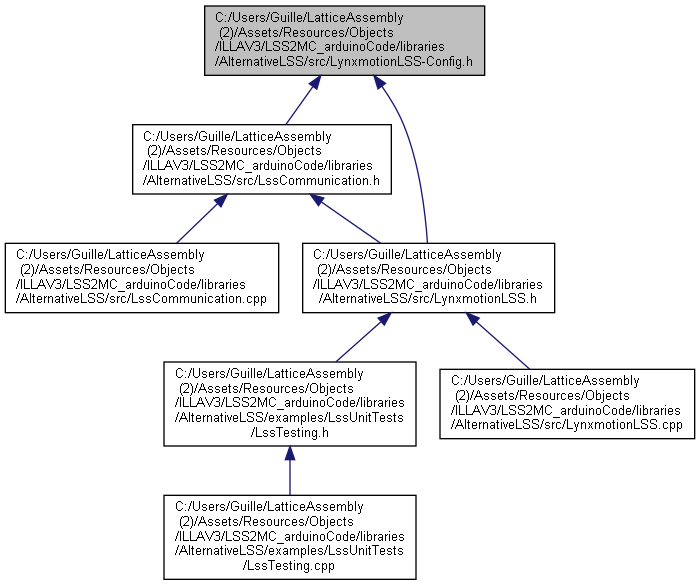 C:/Users/Guille/LatticeAssembly
(2)/Assets/Resources/Objects
/ILLAV3/LSS2MC_arduinoCode/libraries
/AlternativeLSS/src/LynxmotionLSS-Config.h
C:/Users/Guille/LatticeAssembly
(2)/Assets/Resources/Objects
/ILLAV3/LSS2MC_arduinoCode/libraries
/AlternativeLSS/src/LssCommunication.h
C:/Users/Guille/LatticeAssembly
(2)/Assets/Resources/Objects
/ILLAV3/LSS2MC_arduinoCode/libraries
/AlternativeLSS/src/LssCommunication.cpp
C:/Users/Guille/LatticeAssembly
(2)/Assets/Resources/Objects
/ILLAV3/LSS2MC_arduinoCode/libraries
/AlternativeLSS/src/LynxmotionLSS.h
C:/Users/Guille/LatticeAssembly
(2)/Assets/Resources/Objects
/ILLAV3/LSS2MC_arduinoCode/libraries
/AlternativeLSS/examples/LssUnitTests
/LssTesting.h
C:/Users/Guille/LatticeAssembly
(2)/Assets/Resources/Objects
/ILLAV3/LSS2MC_arduinoCode/libraries
/AlternativeLSS/src/LynxmotionLSS.cpp
C:/Users/Guille/LatticeAssembly
(2)/Assets/Resources/Objects
/ILLAV3/LSS2MC_arduinoCode/libraries
/AlternativeLSS/examples/LssUnitTests
/LssTesting.cpp